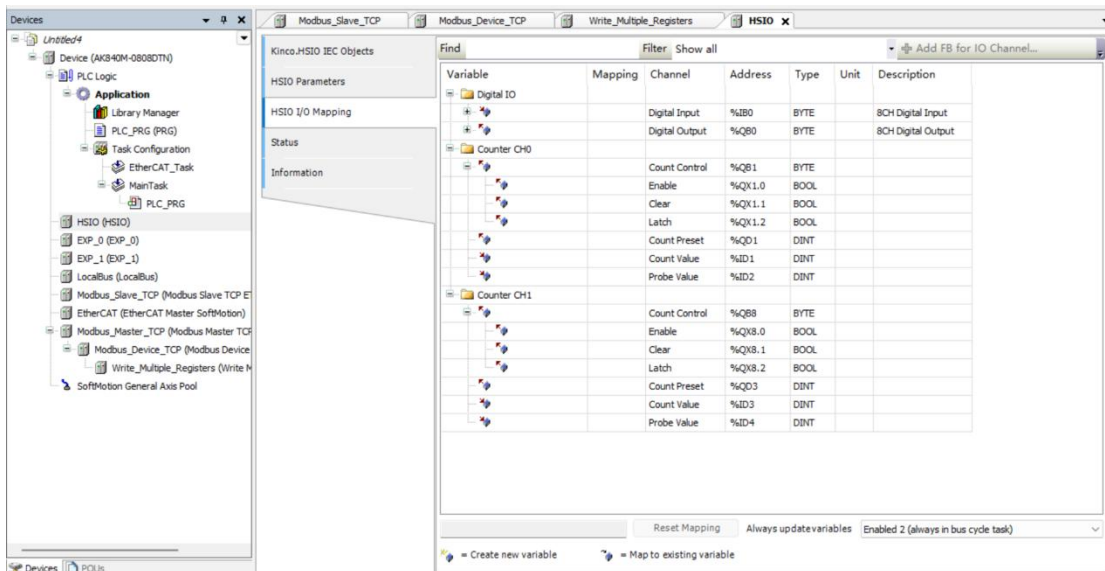 Devices
Untitled4
Device (AK840M-0808DTN)
PLC Logic
Application
Library Manager
PLC_PRG (PRG)
Task Configuration
EtherCAT_Task
MainTask
PLC_PRG
HSIO (HSIO)
EXP_0 (EXP_0)
EXP_1 (EXP_1)
LocalBus (LocalBus)
Modbus_Slave_TCP (Modbus Slave TCP
EtherCAT (EtherCAT Master SoftMotion)
Modbus_Master_TCP (Modbus Master TCP
Modbus_Device_TCP (Modbus Device
Write_Multiple_Registers (Write
SoftMotion General Axis Pool
Devices POUs
Modbus_Slave_TCP Modbus_Device_TCP Write_Multiple_Registers HSIO X
Kinco.HSIO IEC Objects
HSIO Parameters
HSIO I/O Mapping
Status
Information
Find Filter Show all Add FB for IO Channel...
Variable Mapping Channel Address Type Unit Description
Digital IO
Digital Input %IB0 BYTE 8CH Digital Input
Digital Output %QB0 BYTE 8CH Digital Output
Counter CH0
Count Control %QB1 BYTE
Enable %QX1.0 BOOL
Clear %QX1.1 BOOL
Latch %QX1.2 BOOL
Count Preset %QD1 DINT
Count Value %ID1 DINT
Probe Value %ID2 DINT
Counter CH1
Count Control %QB8 BYTE
Enable %QX8.0 BOOL
Clear %QX8.1 BOOL
Latch %QX8.2 BOOL
Count Preset %QD3 DINT
Count Value %ID3 DINT
Probe Value %ID4 DINT
Reset Mapping Always update variables Enabled 2 (always in bus cycle task)
= Create new variable = Map to existing variable